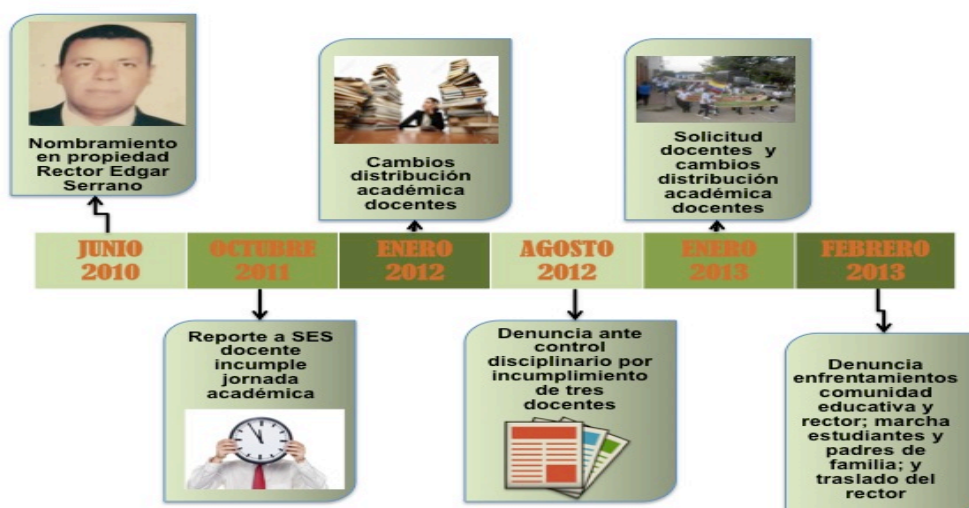 Nombramiento
en propiedad
Rector Edgar
Serrano
Cambios
distribución
académica
docentes
Solicitud
docentes y
cambios
distribución
académica
docentes
JUNIO
2010
OCTUBRE
2011
ENERO
2012
AGOSTO
2012
ENERO
2013
FEBRERO
2013
Reporte a SES
docente
incumple
jornada
académica
Denuncia ante
control
disciplinario por
incumplimiento
de tres
docentes
Denuncia
enfrentamientos
comunidad
educativa y
rector; marcha
estudiantes y
padres de
familia; y
traslado del
rector